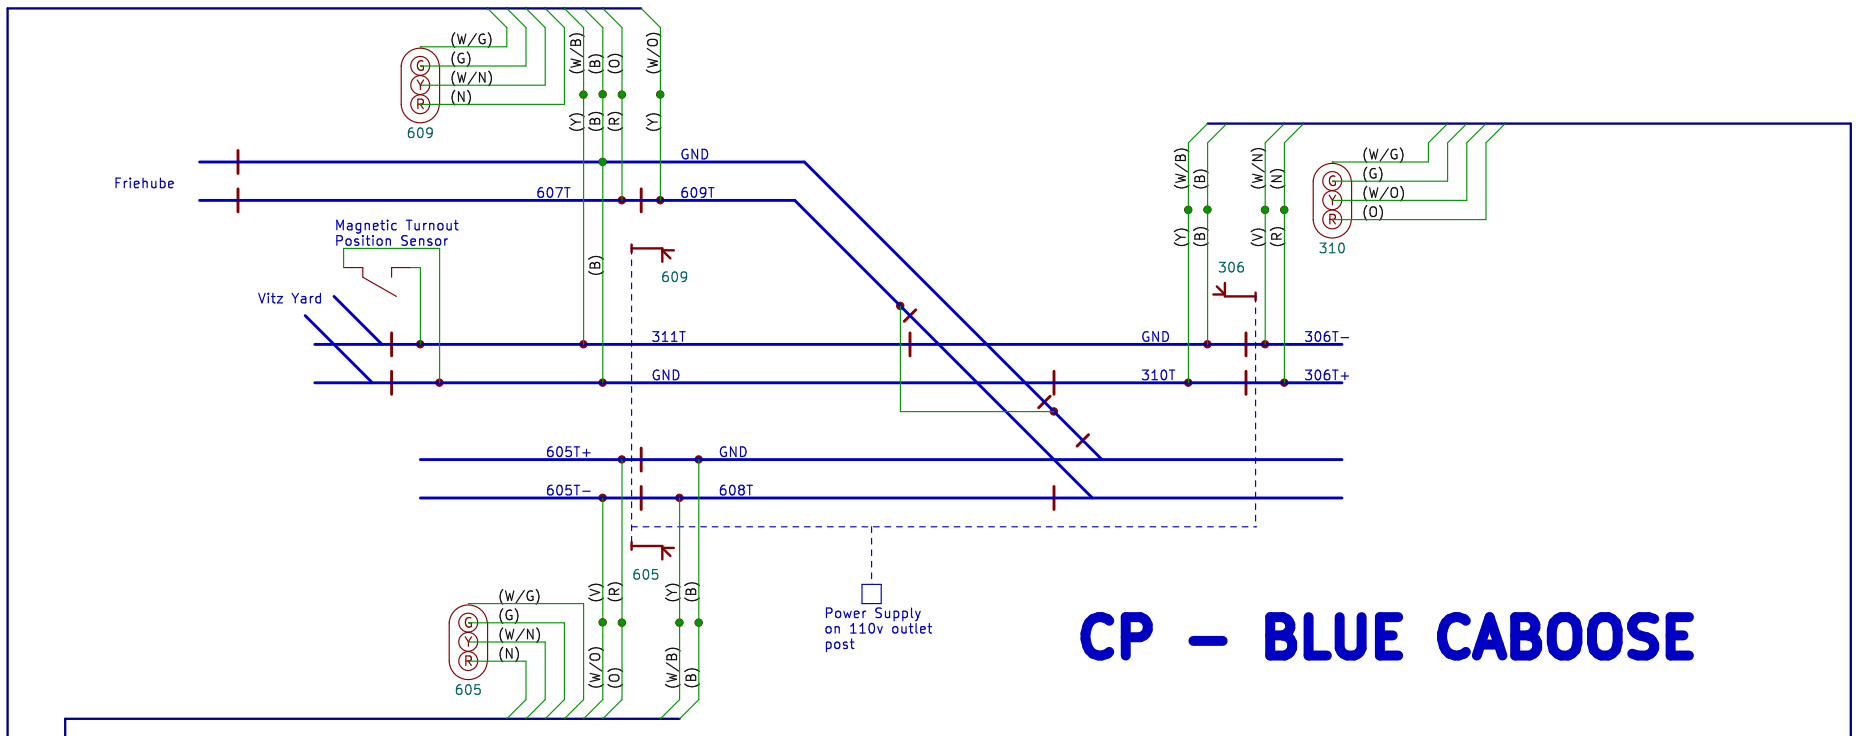 (W/G)
(G)
(W/N)
(N)
G
Y
R
609
(W/B)
(B)
(O)
(W/O)
(Y)
(B)
(R)
(Y)
Friehube
GND
607T
609T
Magnetic Turnout
Position Sensor
(B)
609
Vitz Yard
311T
GND
GND
306T-
310T
306T+
(W/B)
(B)
(W/N)
(N)
(Y)
(B)
(V)
(R)
306
(W/G)
(G)
(W/O)
(O)
G
Y
R
310
605T+
GND
605T-
608T
605
(V)
(R)
(Y)
(B)
(W/O)
(O)
(W/B)
(B)
(W/G)
(G)
(W/N)
(N)
G
Y
R
605
Power Supply
on 110v outlet
post
CP - BLUE CABOOSE